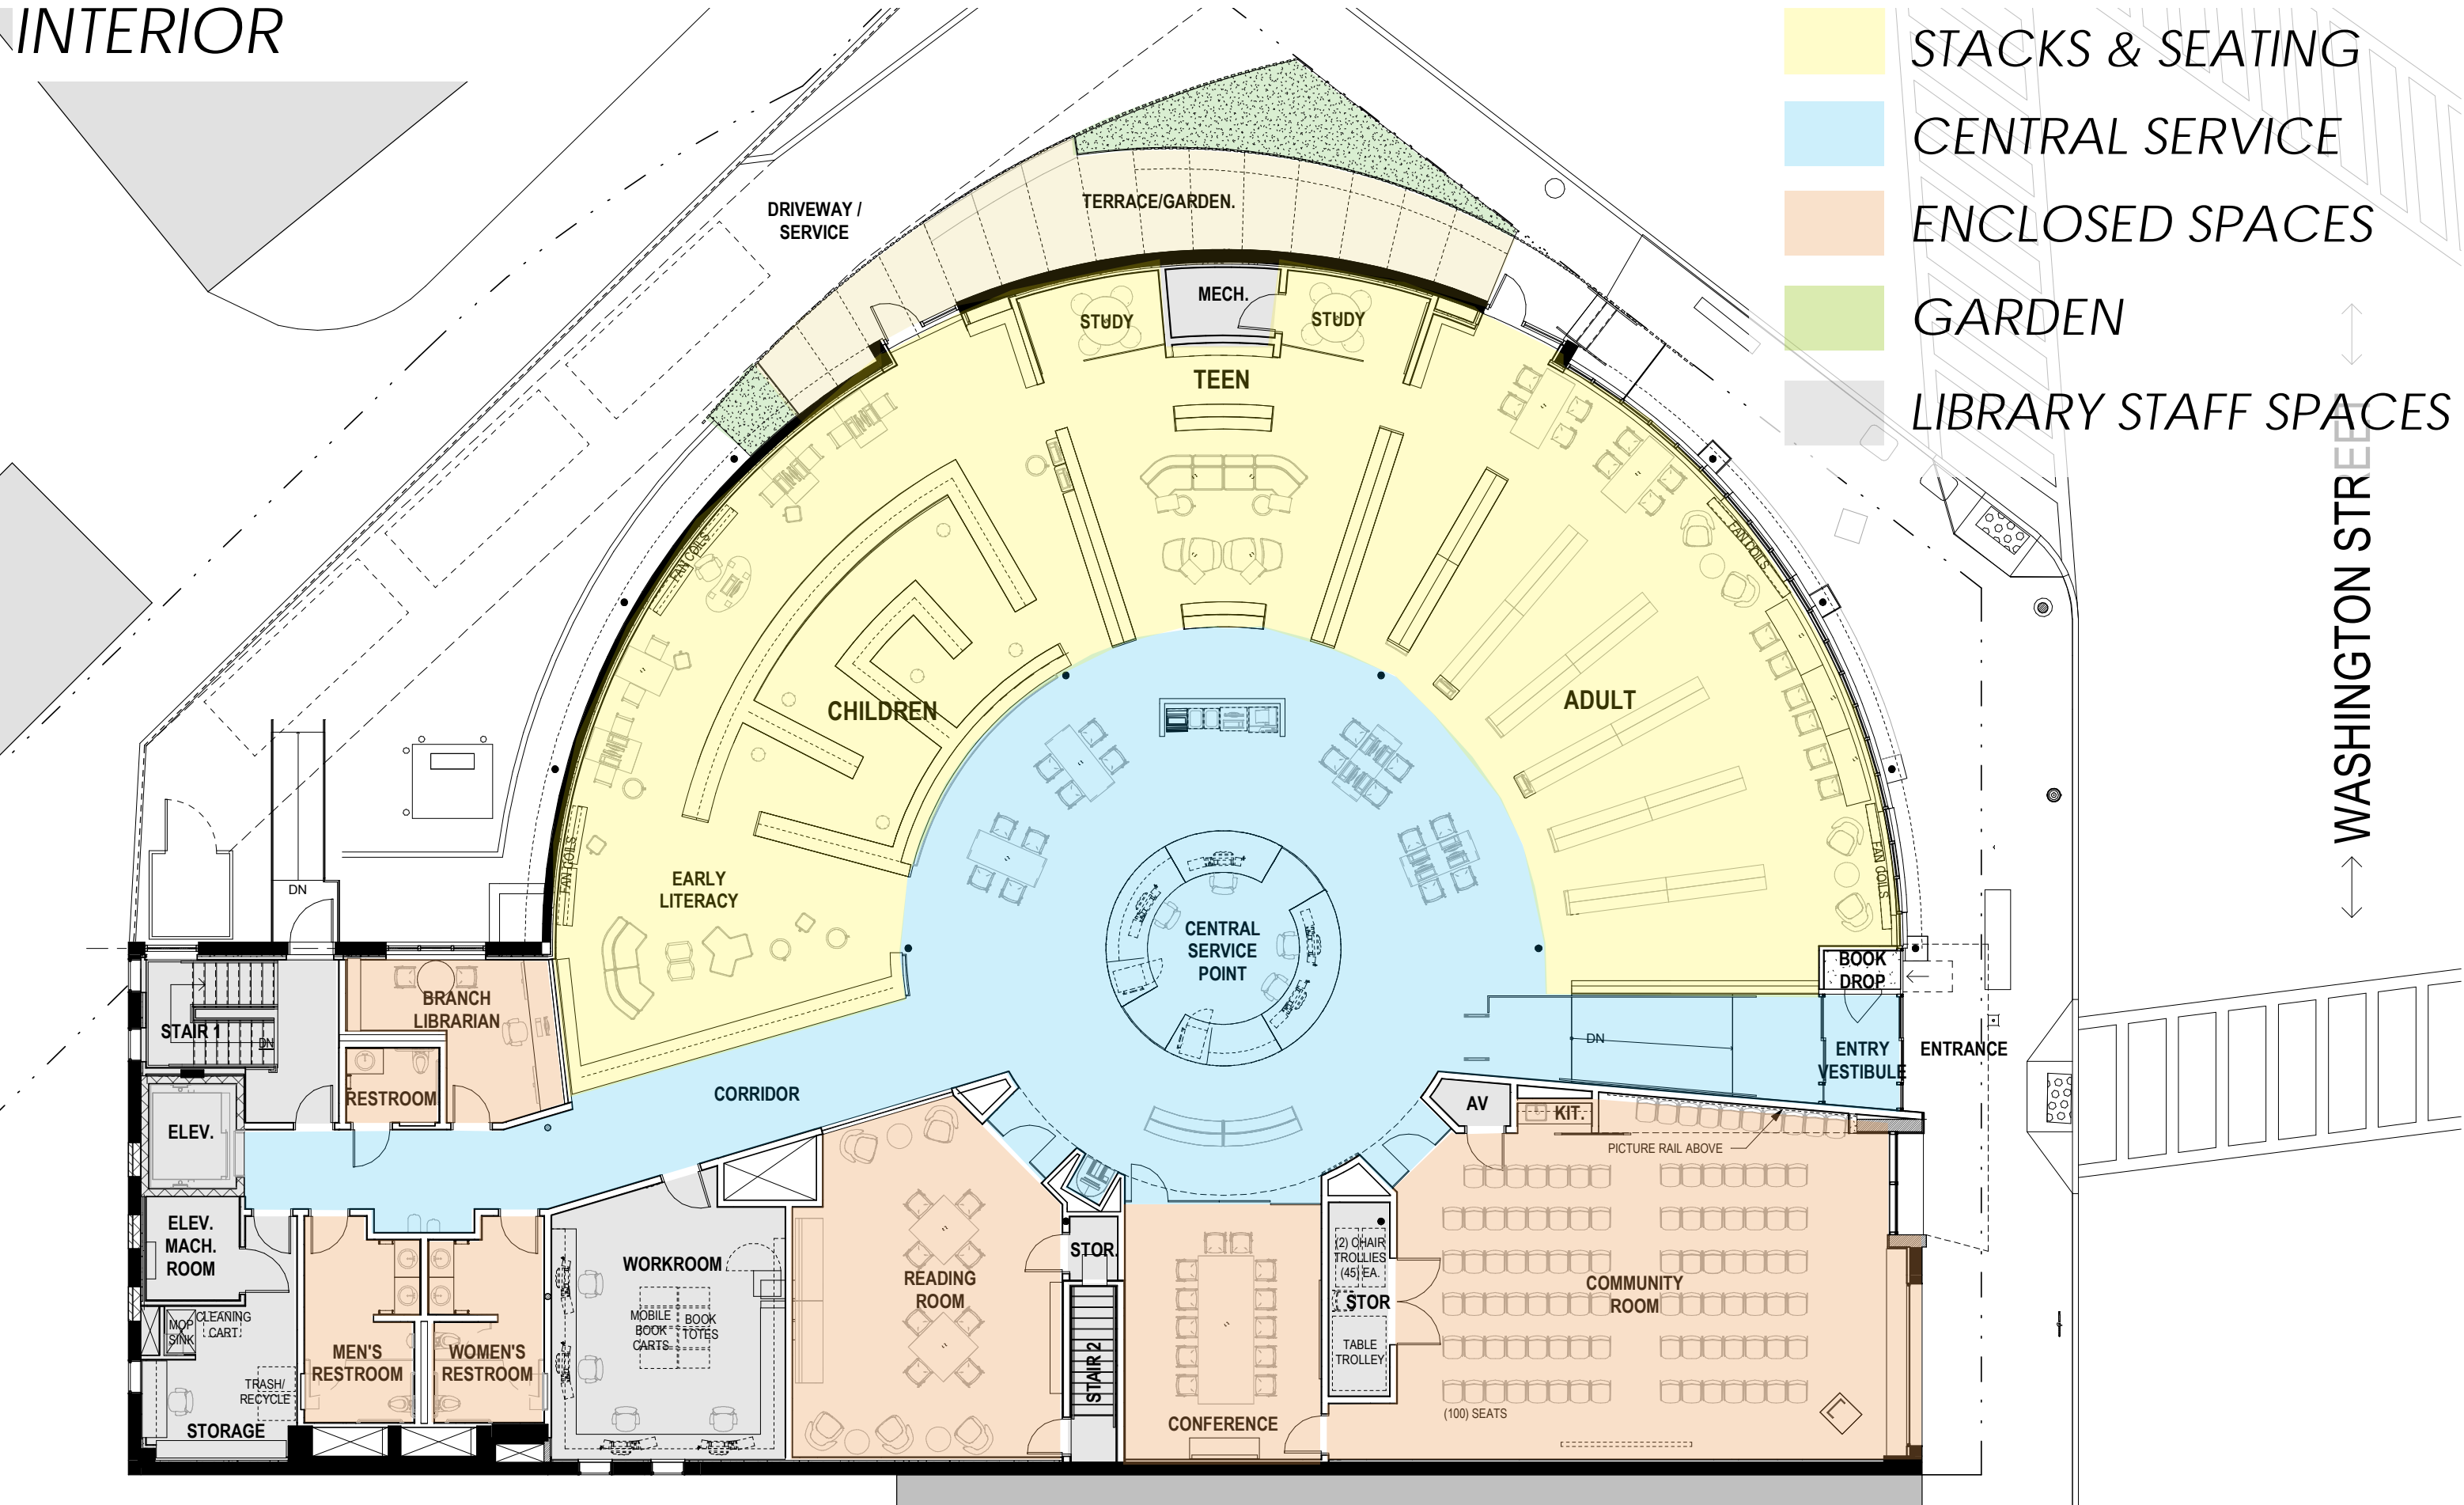 INTERIOR
STACKS & SEATING
CENTRAL SERVICE
ENCLOSED SPACES
GARDEN
LIBRARY STAFF SPACES
WASHINGTON STREET
DRIVEWAY /
SERVICE
TERRACE/GARDEN.
MECH.
STUDY
STUDY
TEEN
FAN COILS
FAN COILS
CHILDREN
ADULT
FAN COILS
FAN COILS
EARLY
LITERACY
DN
CENTRAL
SERVICE
POINT
BOOK
DROP
BRANCH
LIBRARIAN
STAIR 1
DN
DN
ENTRY
VESTIBULE
ENTRANCE
RESTROOM
CORRIDOR
ELEV.
AV
KIT.
PICTURE RAIL ABOVE
ELEV.
MACH.
ROOM
WORKROOM
STOR.
(2) CHAIR
TROLLIES
(45) EA.
READING
ROOM
COMMUNITY
ROOM
STOR
MOP
SINK
CLEANING
CART
MOBILE
BOOK
CARTS
BOOK
TOTES
TABLE
TROLLEY
MEN'S
RESTROOM
WOMEN'S
RESTROOM
STAIR 2
TRASH/
RECYCLE
STORAGE
CONFERENCE
(100) SEATS